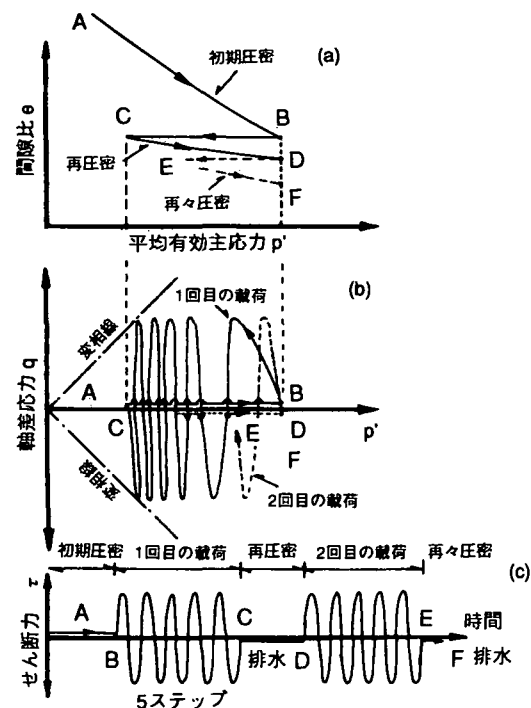 (a)
A
初期圧密
間隙比 e
C
B
再圧密
E
D
再々圧密
F
平均有効主応力 p'
(b)
1回目の載荷
変相線
軸差応力 q
A
B
C
E
D
p'
F
変相線
2回目の載荷
初期圧密
1回目の載荷
再圧密
2回目の載荷
再々圧密
(c)
せん断力 τ
A
C
E
時間
B
排水
D
F
排水
5ステップ